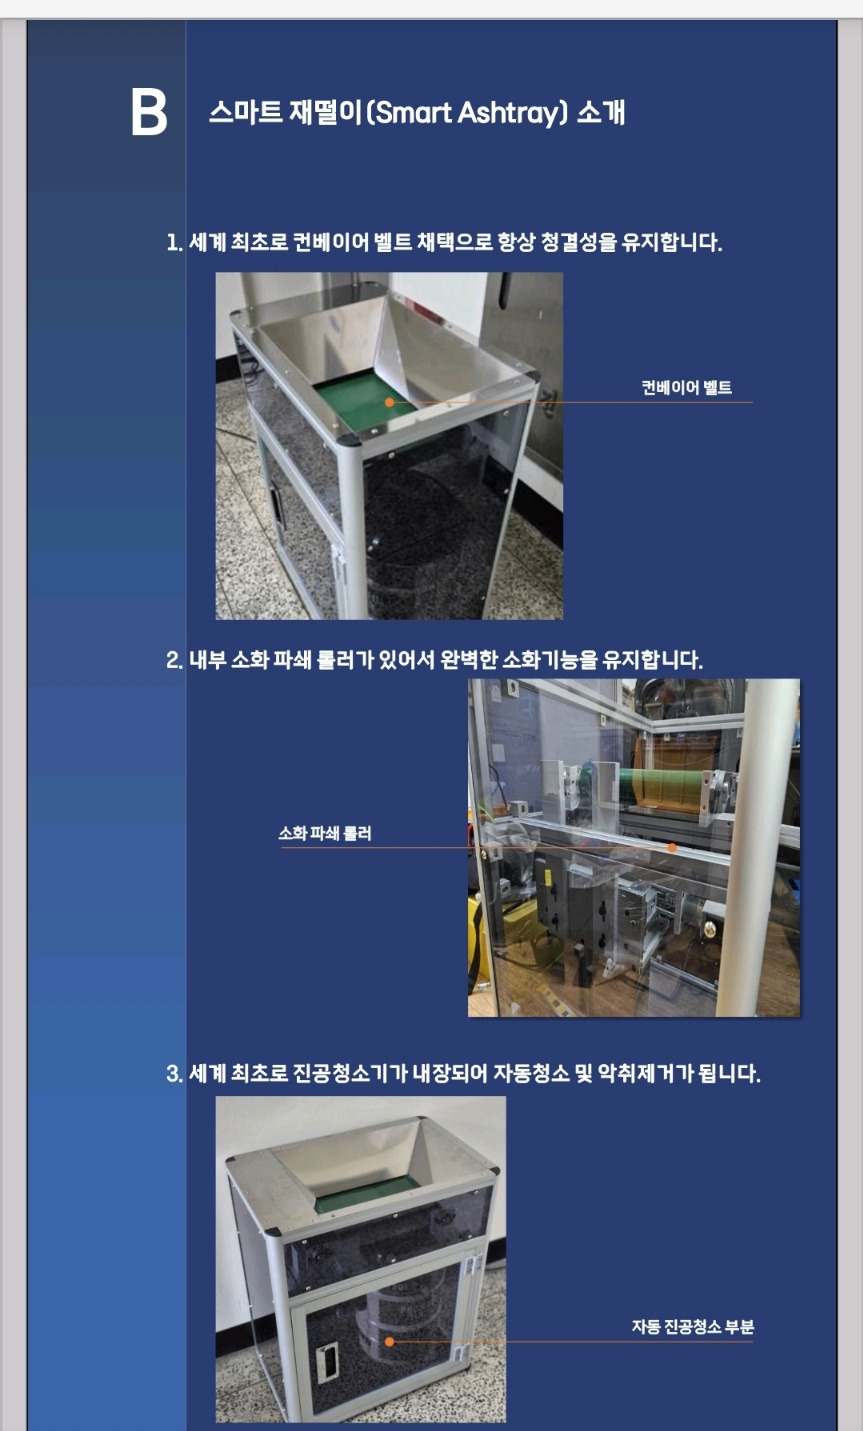 B
스마트 재떨이(Smart Ashtray) 소개
1. 세계 최초로 컨베이어 벨트 채택으로 항상 청결성을 유지합니다.
컨베이어 벨트
2. 내부 소화 파쇄 롤러가 있어서 완벽한 소화기능을 유지합니다.
소화 파쇄 롤러
3. 세계 최초로 진공청소기가 내장되어 자동청소 및 악취제거가 됩니다.
자동 진공청소 부분